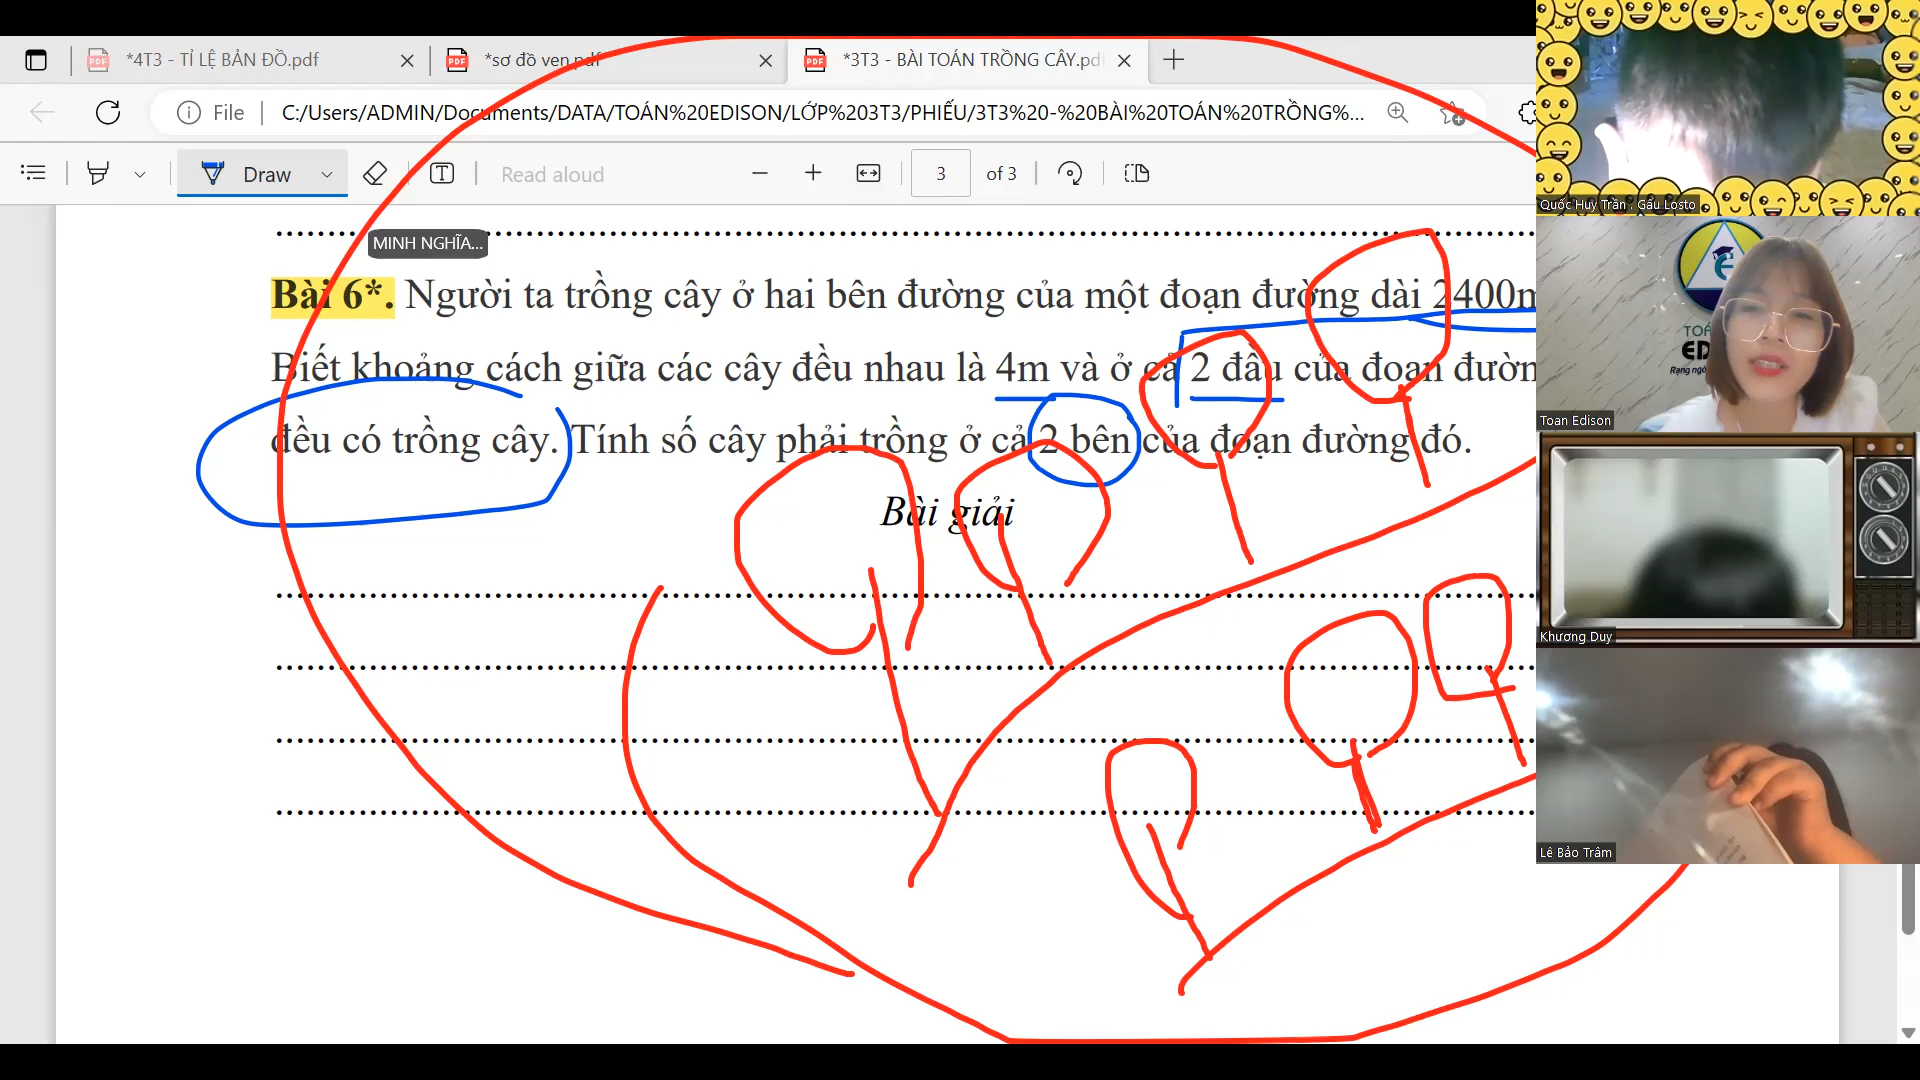 *4T3 - TỈ LỆ BẢN ĐỒ.pdf
*sơ đồ ven.pdf
*3T3 - BÀI TOÁN TRỒNG CÂY.pdf
File
C:/Users/ADMIN/Documents/DATA/TOÁN%20EDISON/LỚP%203T3/PHIẾU/3T3%20-%20BÀI%20TOÁN%20TRỒNG%...
Draw
Read aloud
3
of 3
MINH NGHĨA...
Bài 6*. Người ta trồng cây ở hai bên đường của một đoạn đường dài 2400m
Biết khoảng cách giữa các cây đều nhau là 4m và ở cả 2 đầu của đoạn đườn
đều có trồng cây. Tính số cây phải trồng ở cả 2 bên của đoạn đường đó.
Bài giải
Quốc Huy Trần . Gấu Losto
Toan Edison
Khương Duy
Lê Bảo Trâm